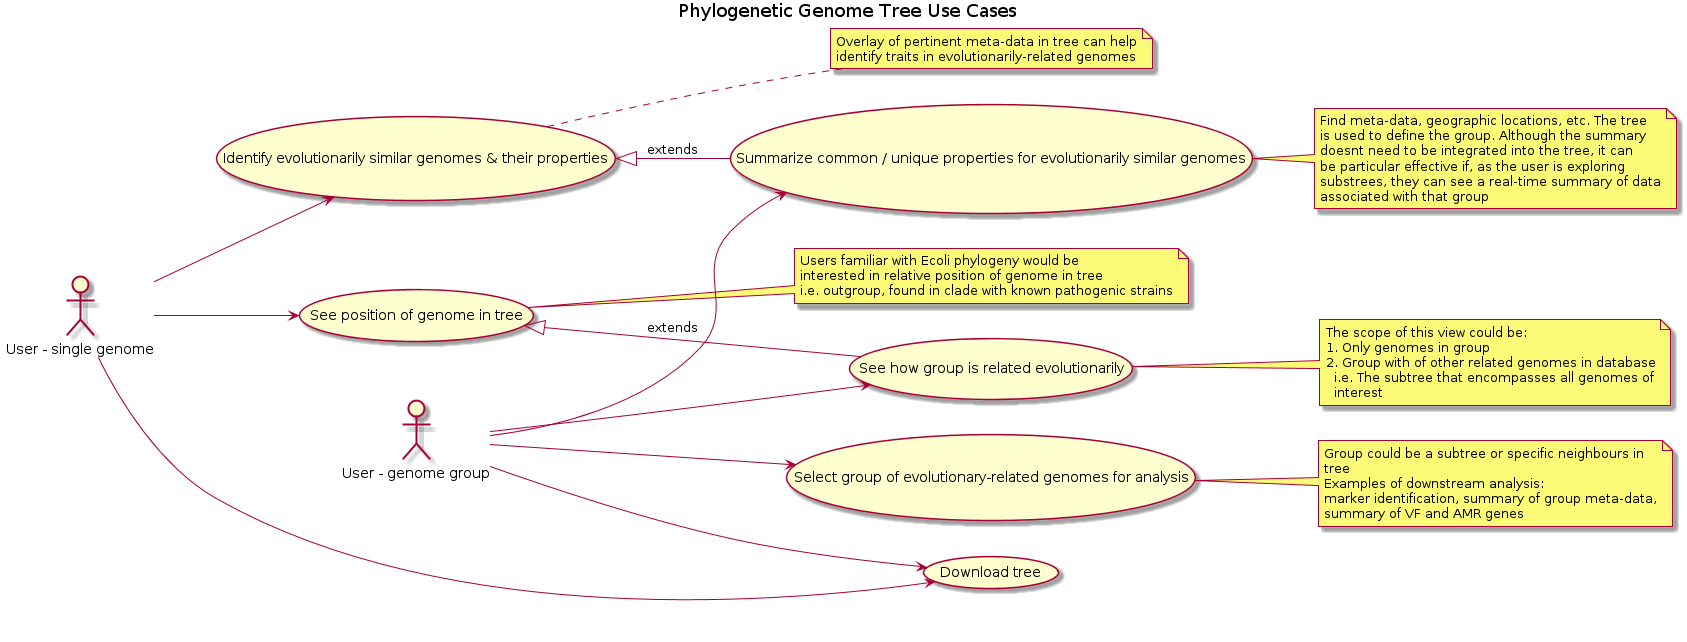 Phylogenetic Genome Tree Use Cases
Overlay of pertinent meta-data in tree can help
identify traits in evolutionarily-related genomes
Identify evolutionarily similar genomes & their properties
extends
Summarize common / unique properties for evolutionarily similar genomes
Find meta-data, geographic locations, etc. The tree
is used to define the group. Although the summary
doesnt need to be integrated into the tree, it can
be particular effective if, as the user is exploring
substrees, they can see a real-time summary of data
associated with that group
Users familiar with Ecoli phylogeny would be
interested in relative position of genome in tree
i.e. outgroup, found in clade with known pathogenic strains
See position of genome in tree
extends
User - single genome
See how group is related evolutionarily
The scope of this view could be:
1. Only genomes in group
2. Group with of other related genomes in database
i.e. The subtree that encompasses all genomes of
interest
User - genome group
Select group of evolutionary-related genomes for analysis
Group could be a subtree or specific neighbours in
tree
Examples of downstream analysis:
marker identification, summary of group meta-data,
summary of VF and AMR genes
Download tree